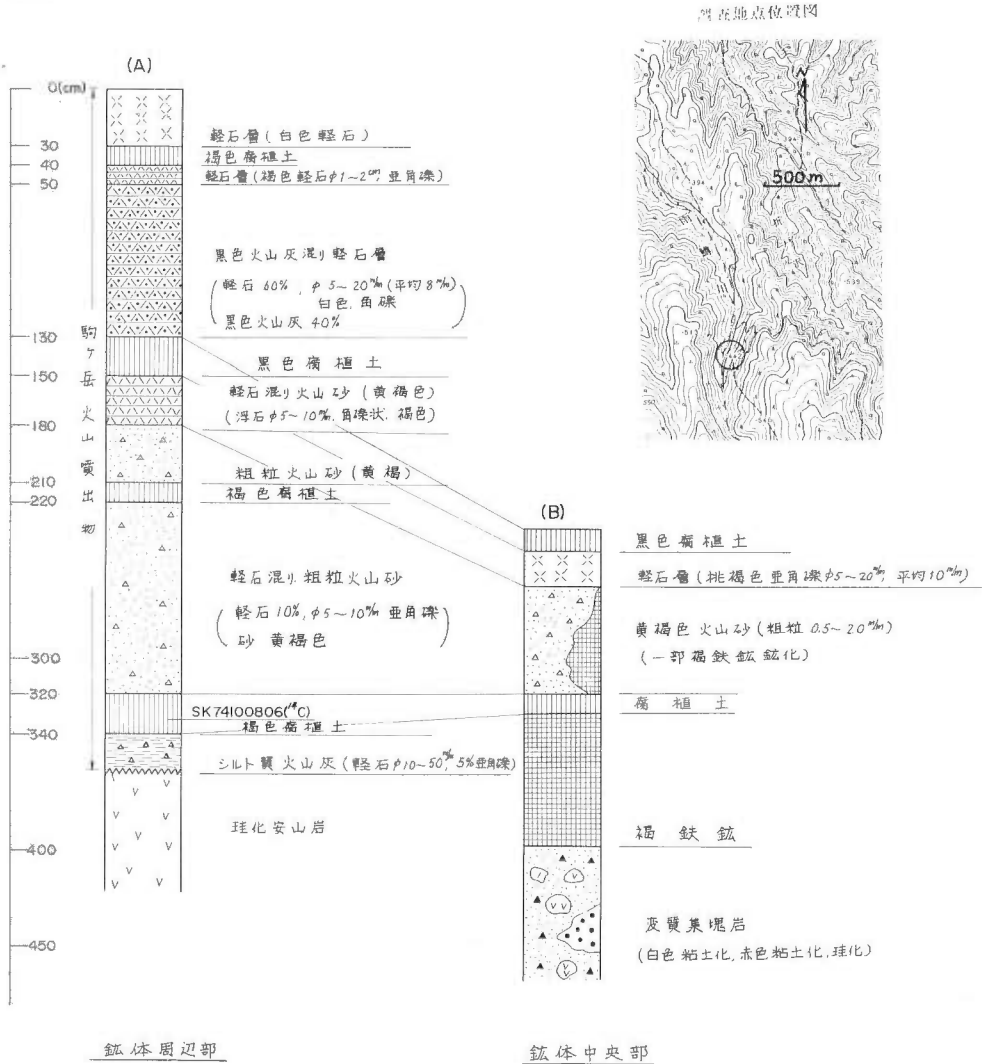 調査地点位置図
500m
N
(A)
0(cm)
30
40
50
130
150
180
210
220
300
320
340
400
450
駒ヶ岳火山噴出物
軽石層(白色軽石)
褐色腐植土
軽石層(褐色軽石φ1~2cm, 亜角礫)
黒色火山灰混り軽石層
軽石60%, φ5~20m/m(平均8m/m)
白色, 角礫
黒色火山灰40%
黒色腐植土
軽石混り火山砂(黄褐色)
(浮石φ5~10%, 角礫状, 褐色)
粗粒火山砂(黄褐)
褐色腐植土
軽石混り粗粒火山砂
軽石10%, φ5~10m/m亜角礫
砂 黄褐色
SK74100806(14C)
褐色腐植土
シルト質火山灰(軽石φ10~50m/m, 5%亜角礫)
珪化安山岩
鉱体周辺部
(B)
黒色腐植土
軽石層(桃褐色亜角礫φ5~20m/m, 平均10m/m)
黄褐色火山砂(粗粒0.5~20m/m)
(一部褐鉄鉱鉱化)
腐植土
褐鉄鉱
変質集塊岩
(白色粘土化, 赤色粘土化, 珪化)
鉱体中央部